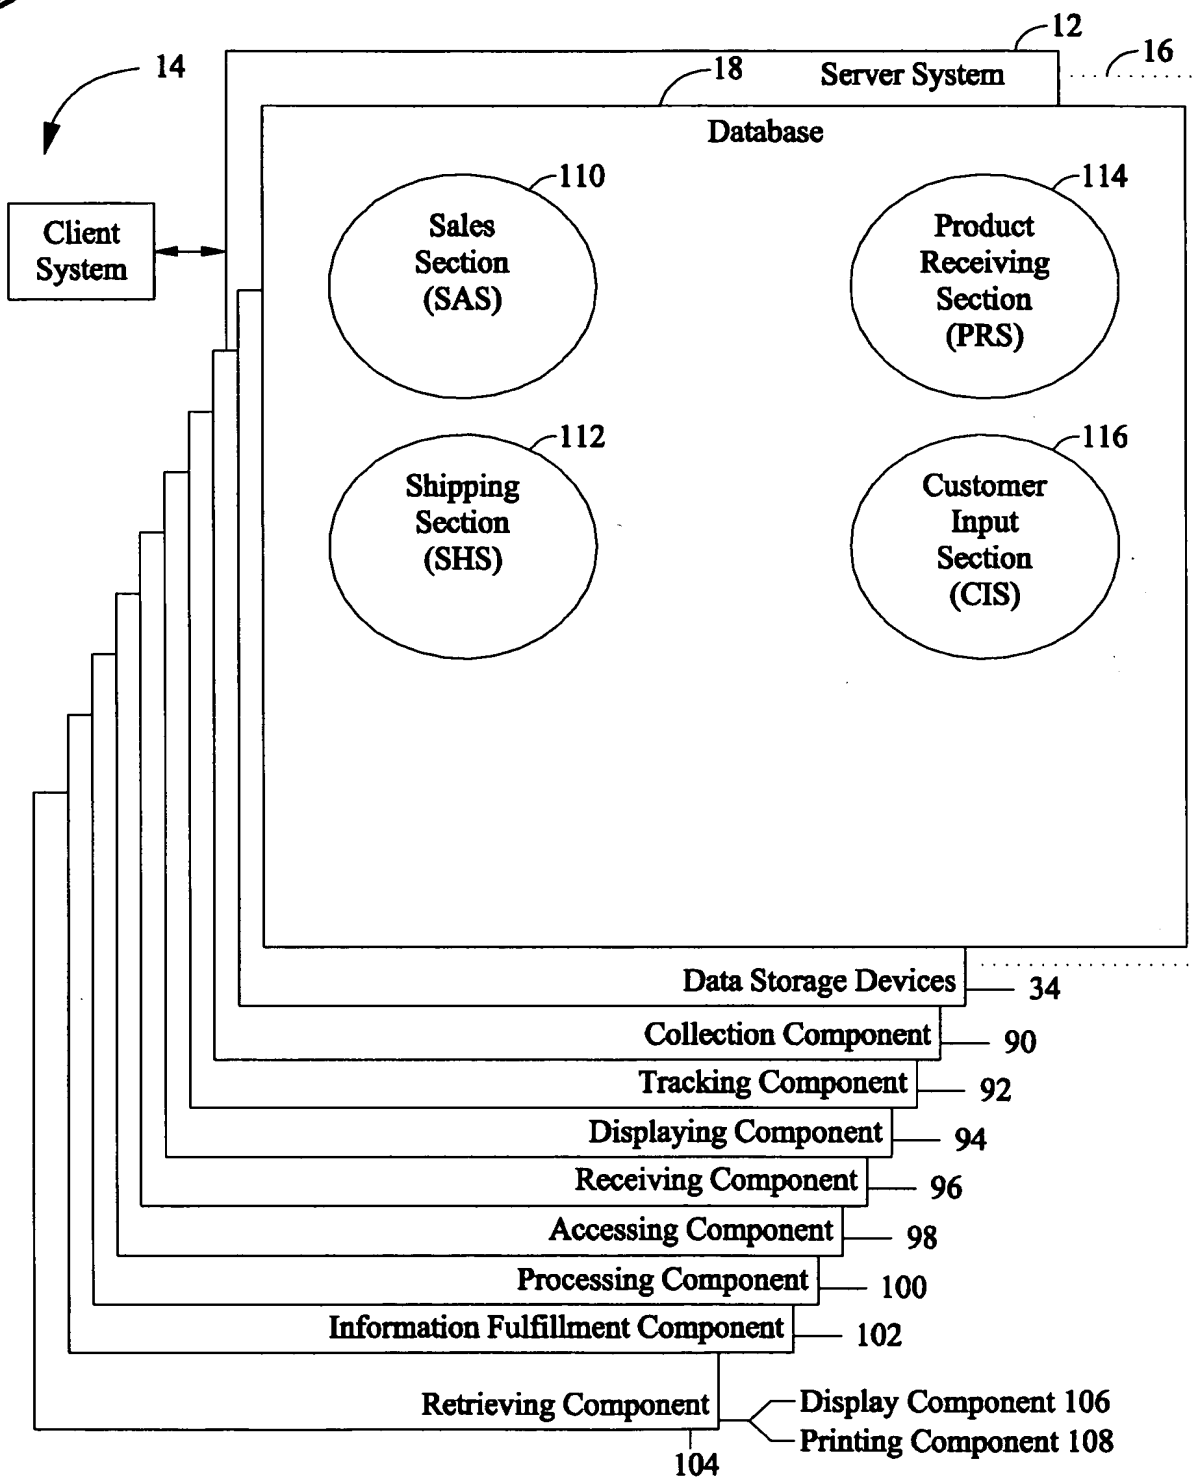 12
16
14
Server System
18
Database
110
114
Client
System
Sales
Section
(SAS)
Product
Receiving
Section
(PRS)
112
116
Shipping
Section
(SHS)
Customer
Input
Section
(CIS)
Data Storage Devices
34
Collection Component
90
Tracking Component
92
Displaying Component
94
Receiving Component
96
Accessing Component
98
Processing Component
100
Information Fulfillment Component
102
Retrieving Component
Display Component 106
Printing Component 108
104